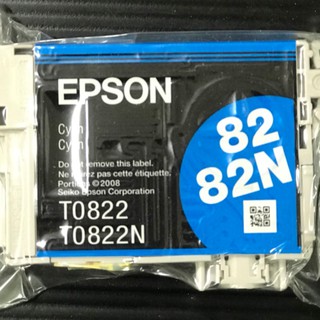 EPSON
Cyan
Cyan
Do not remove this label.
Ne retirez pas cette étiquette.
Portions ©2008
Seiko Epson Corporation
T0822
T0822N
82
82N